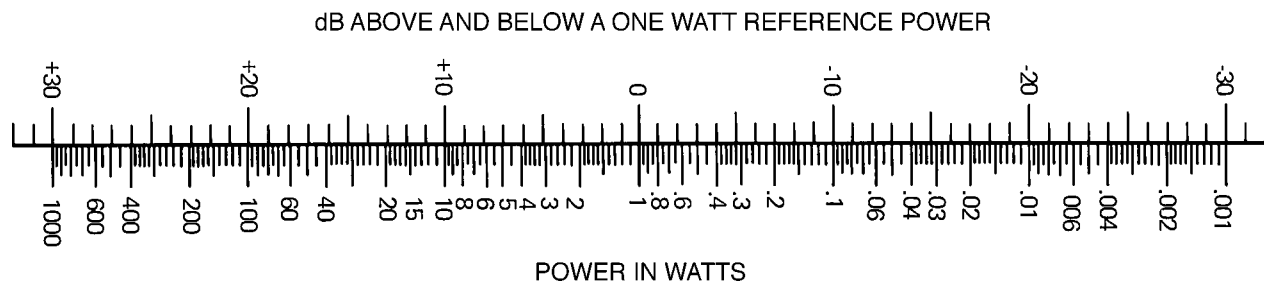 dB ABOVE AND BELOW A ONE WATT REFERENCE POWER
+30 +20 +10 0 -10 -20 -30
1000 600 400 200 100 60 40 20 15 10 8 6 5 4 3 2 1 .8 .6 .4 .3 .2 .1 .06 .04 .03 .02 .01 .006 .004 .002 .001
POWER IN WATTS